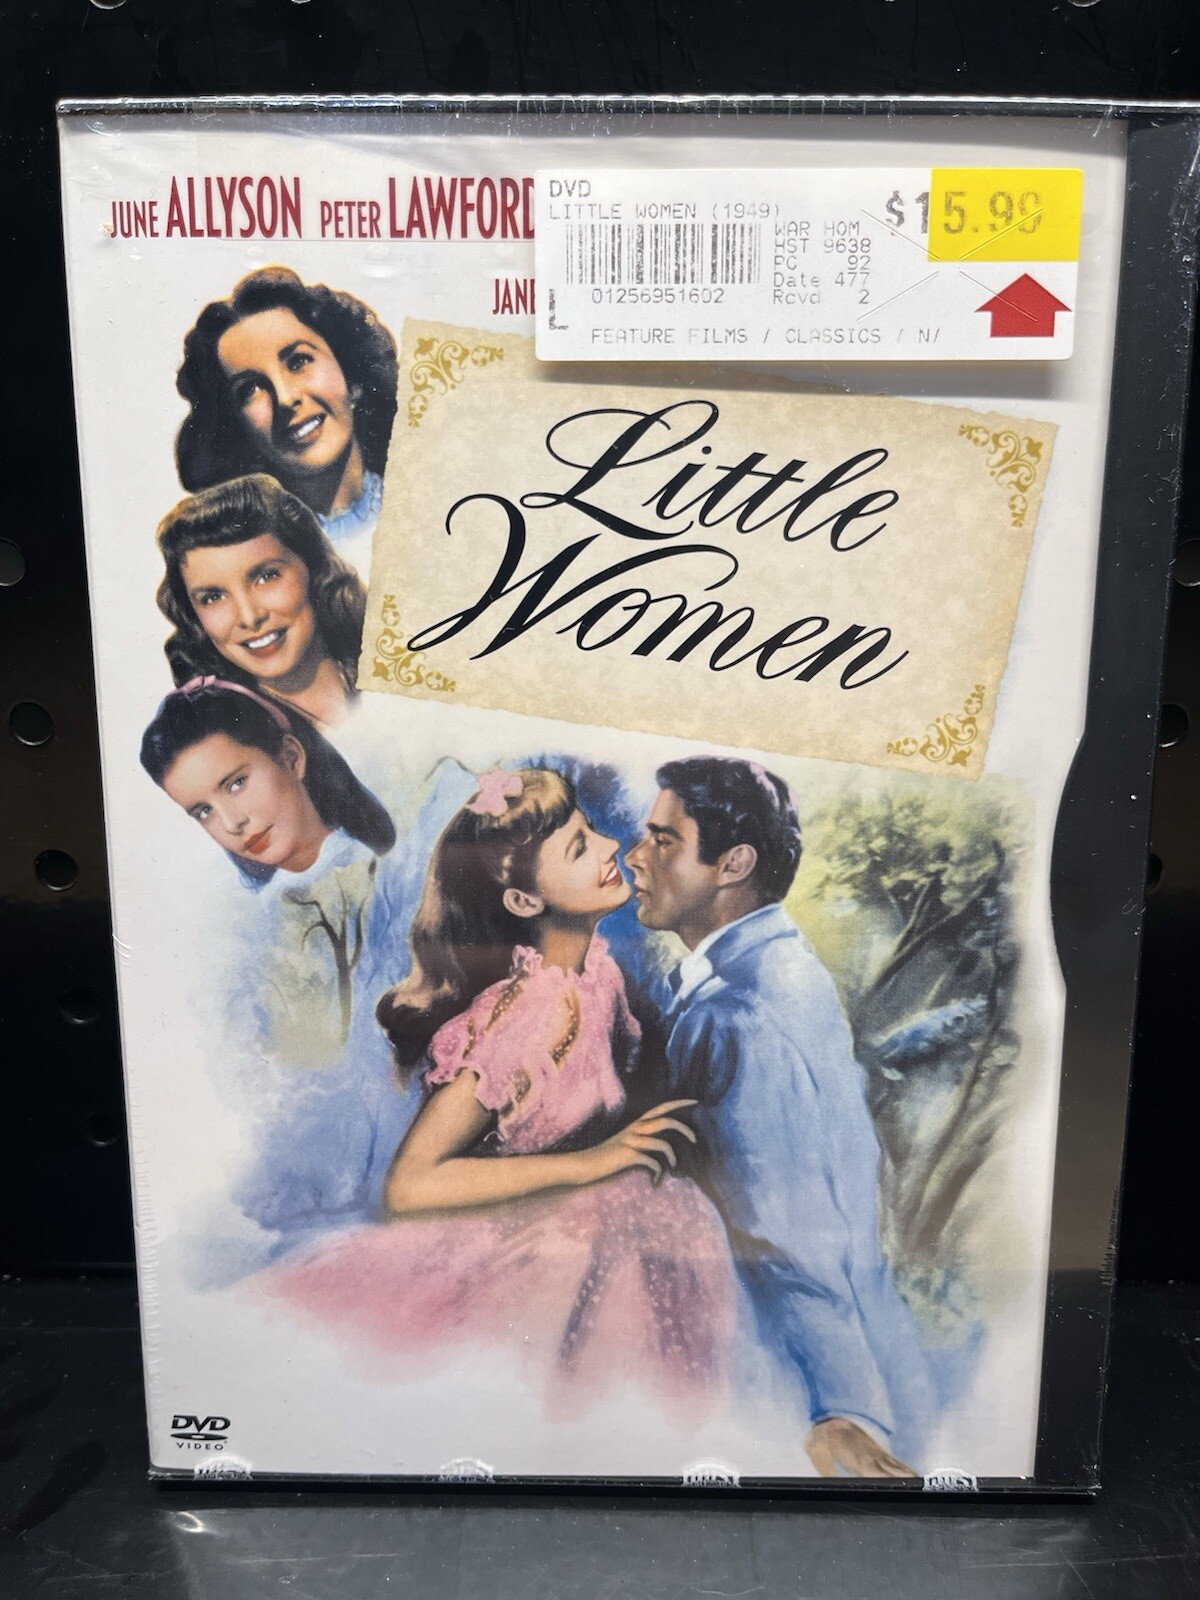 JUNE ALLYSON PETER LAWFORD
JANE
DVD
LITTLE WOMEN (1949)
$15.99
WAR HOM
HST 9638
PC 92
Date 477
Rcvd 2
01256951602
L
FEATURE FILMS / CLASSICS / N/
Little
Women
DVD
VIDEO